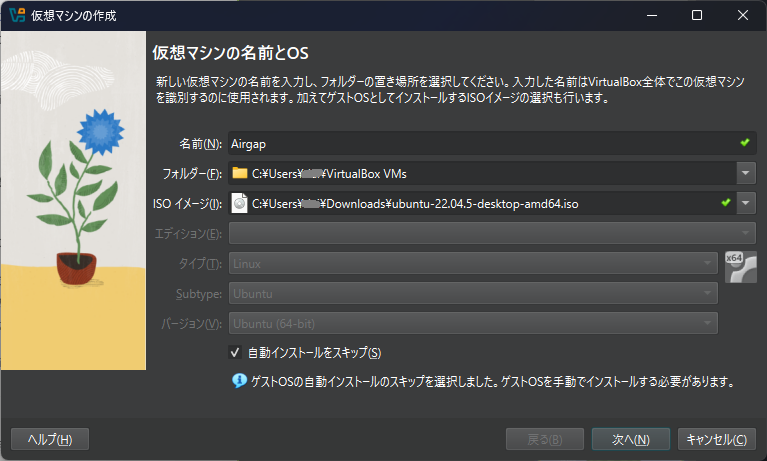 仮想マシンの作成
仮想マシンの名前とOS
新しい仮想マシンの名前を入力し、フォルダーの置き場所を選択してください。入力した名前はVirtualBox全体でこの仮想マシン
を識別するのに使用されます。加えてゲストOSとしてインストールするISOイメージの選択も行います。
名前(N): Airgap
フォルダー(F): C:¥Users¥ ¥VirtualBox VMs
ISO イメージ(I): C:¥Users¥ ¥Downloads¥ubuntu-22.04.5-desktop-amd64.iso
エディション(E):
タイプ(T): Linux x64
Subtype: Ubuntu
バージョン(V): Ubuntu (64-bit)
自動インストールをスキップ(S)
ゲストOSの自動インストールのスキップを選択しました。ゲストOSを手動でインストールする必要があります。
ヘルプ(H) 戻る(B) 次へ(N) キャンセル(C)